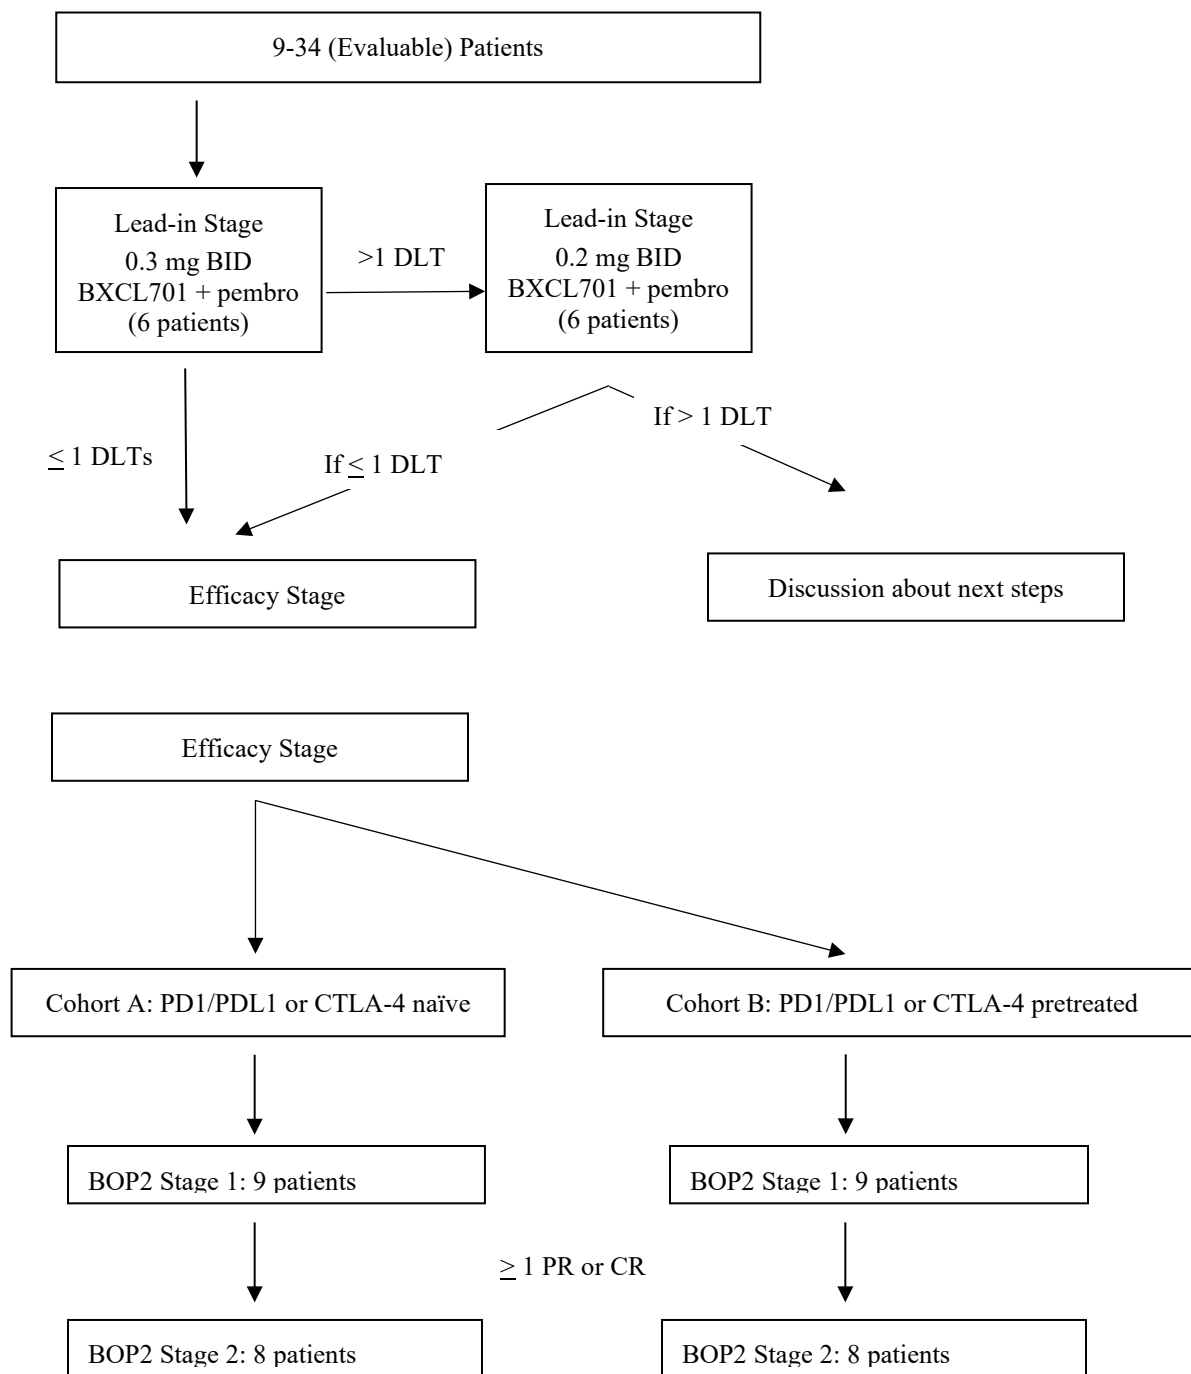 9-34 (Evaluable) Patients
Lead-in Stage
0.3 mg BID
BXCL701 + pembro
(6 patients)
>1 DLT
Lead-in Stage
0.2 mg BID
BXCL701 + pembro
(6 patients)
≤ 1 DLTs
If ≤ 1 DLT
If > 1 DLT
Efficacy Stage
Discussion about next steps
Efficacy Stage
Cohort A: PD1/PDL1 or CTLA-4 naïve
Cohort B: PD1/PDL1 or CTLA-4 pretreated
BOP2 Stage 1: 9 patients
BOP2 Stage 1: 9 patients
≥ 1 PR or CR
BOP2 Stage 2: 8 patients
BOP2 Stage 2: 8 patients